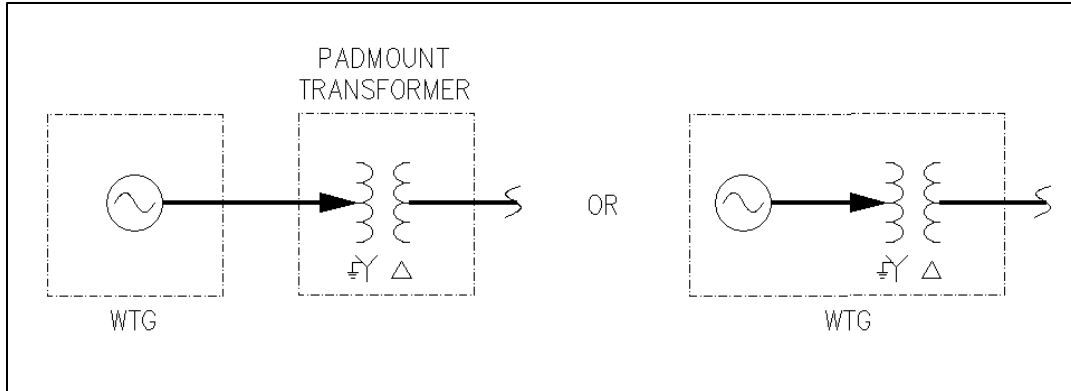 PADMOUNT
TRANSFORMER
OR
WTG
WTG